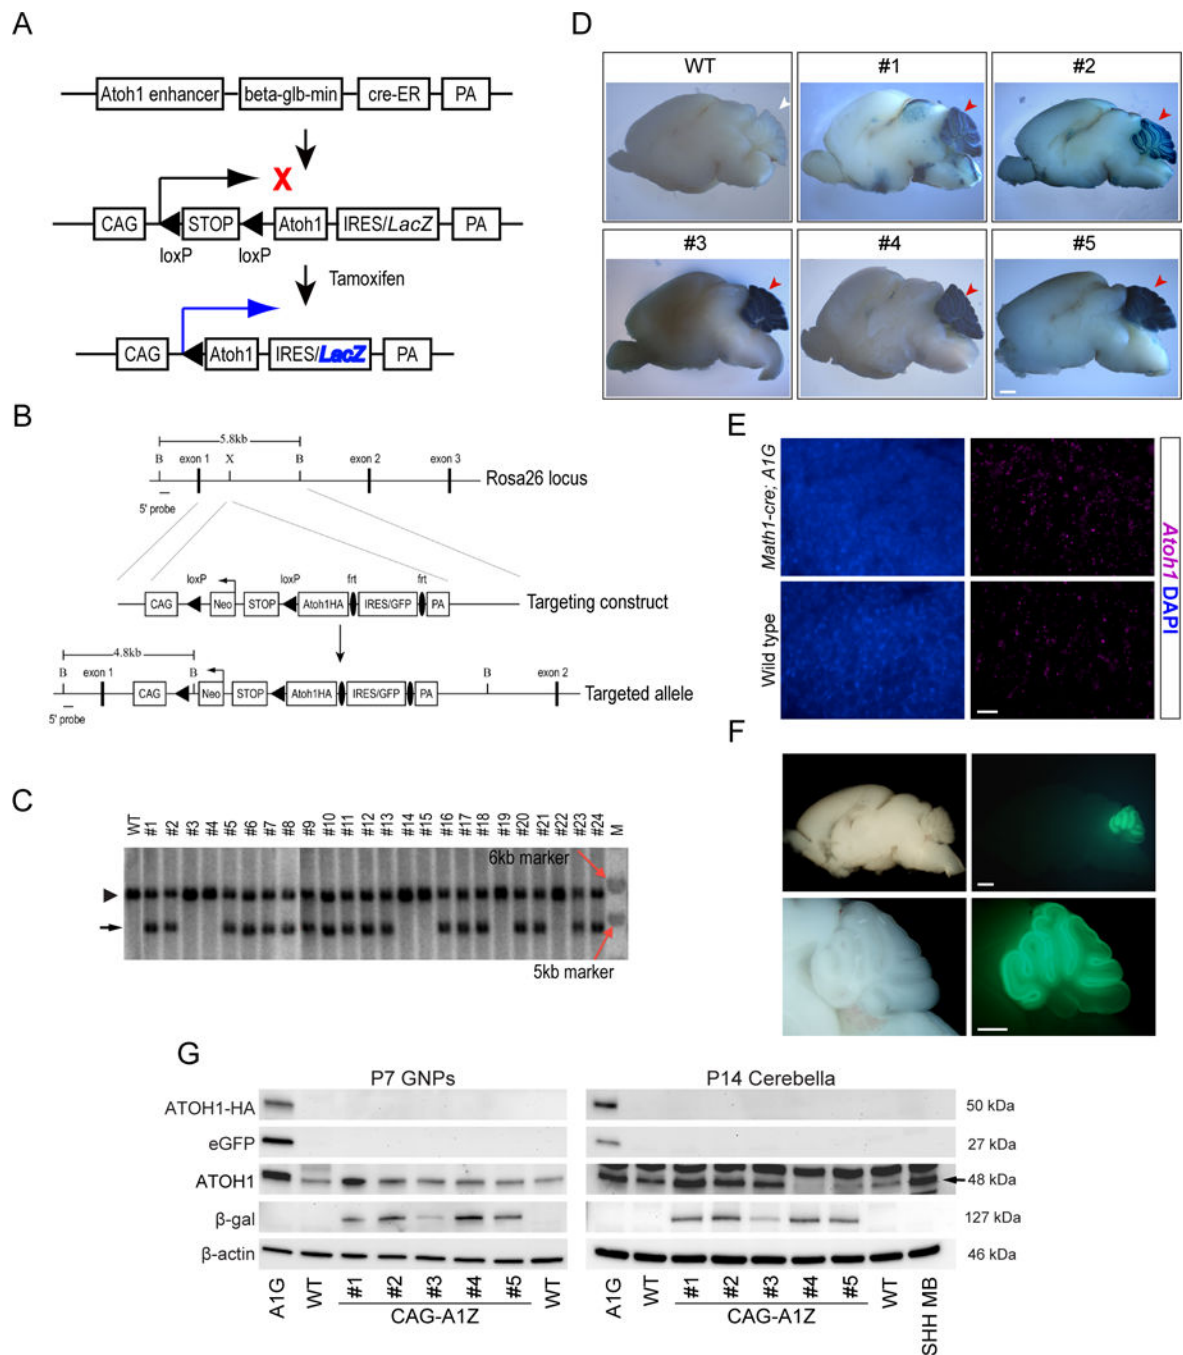 A
Atoh1 enhancer beta-glb-min cre-ER PA
X
CAG STOP Atoh1 IRES/LacZ PA
loxP loxP
Tamoxifen
CAG Atoh1 IRES/LacZ PA
B
5.8kb
B exon 1 X B exon 2 exon 3
Rosa26 locus
5' probe
loxP loxP frt frt
CAG Neo STOP Atoh1HA IRES/GFP PA
Targeting construct
4.8kb
B exon 1 B B exon 2
CAG Neo STOP Atoh1HA IRES/GFP PA
Targeted allele
5' probe
C
WT #1 #2 #3 #4 #5 #6 #7 #8 #9 #10 #11 #12 #13 #14 #15 #16 #17 #18 #19 #20 #21 #22 #23 #24 M
6kb marker
5kb marker
D
WT #1 #2
#3 #4 #5
E
Math1-cre; A1G
Wild type
Atoh1 DAPI
F
G
P7 GNPs P14 Cerebella
ATOH1-HA 50 kDa
eGFP 27 kDa
ATOH1 48 kDa
β-gal 127 kDa
β-actin 46 kDa
A1G WT #1 #2 #3 #4 #5 WT A1G WT #1 #2 #3 #4 #5 WT SHH MB
CAG-A1Z CAG-A1Z